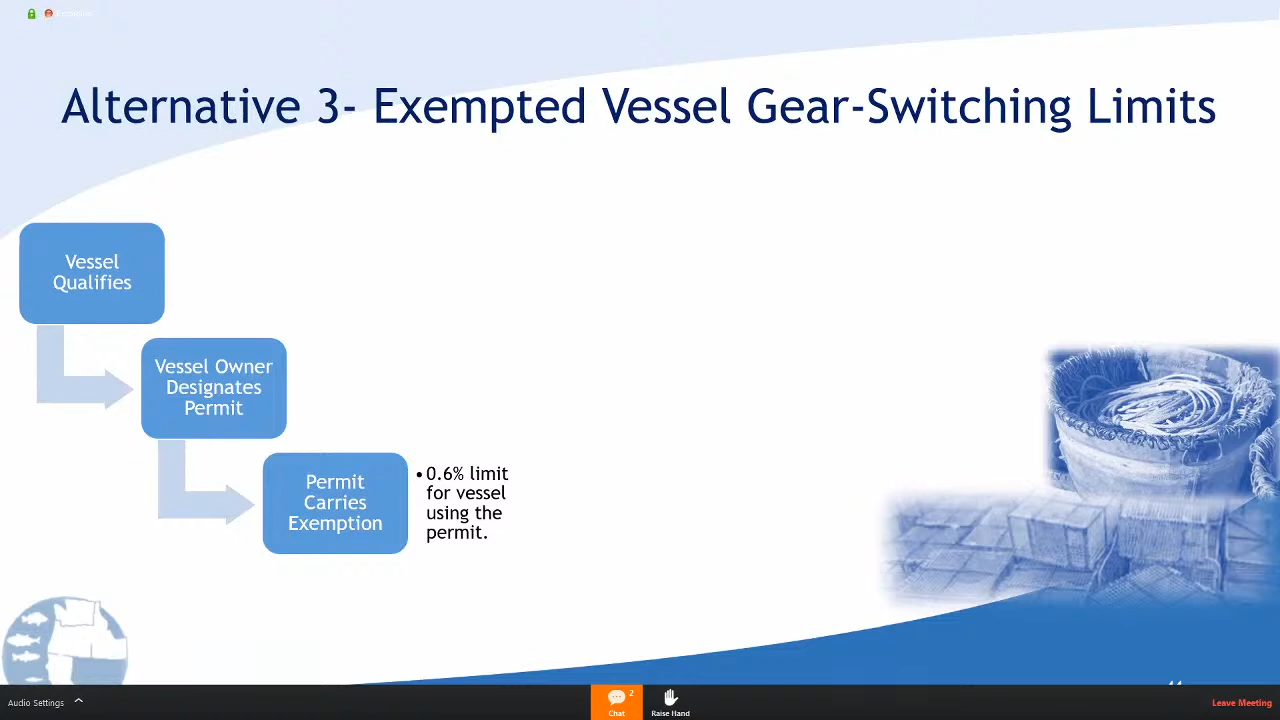 Alternative 3- Exempted Vessel Gear-Switching Limits
Vessel
Qualifies
Vessel Owner
Designates
Permit
Permit
Carries
Exemption
•0.6% limit
for vessel
using the
permit.
Audio Settings
2
Chat
Raise Hand
Leave Meeting